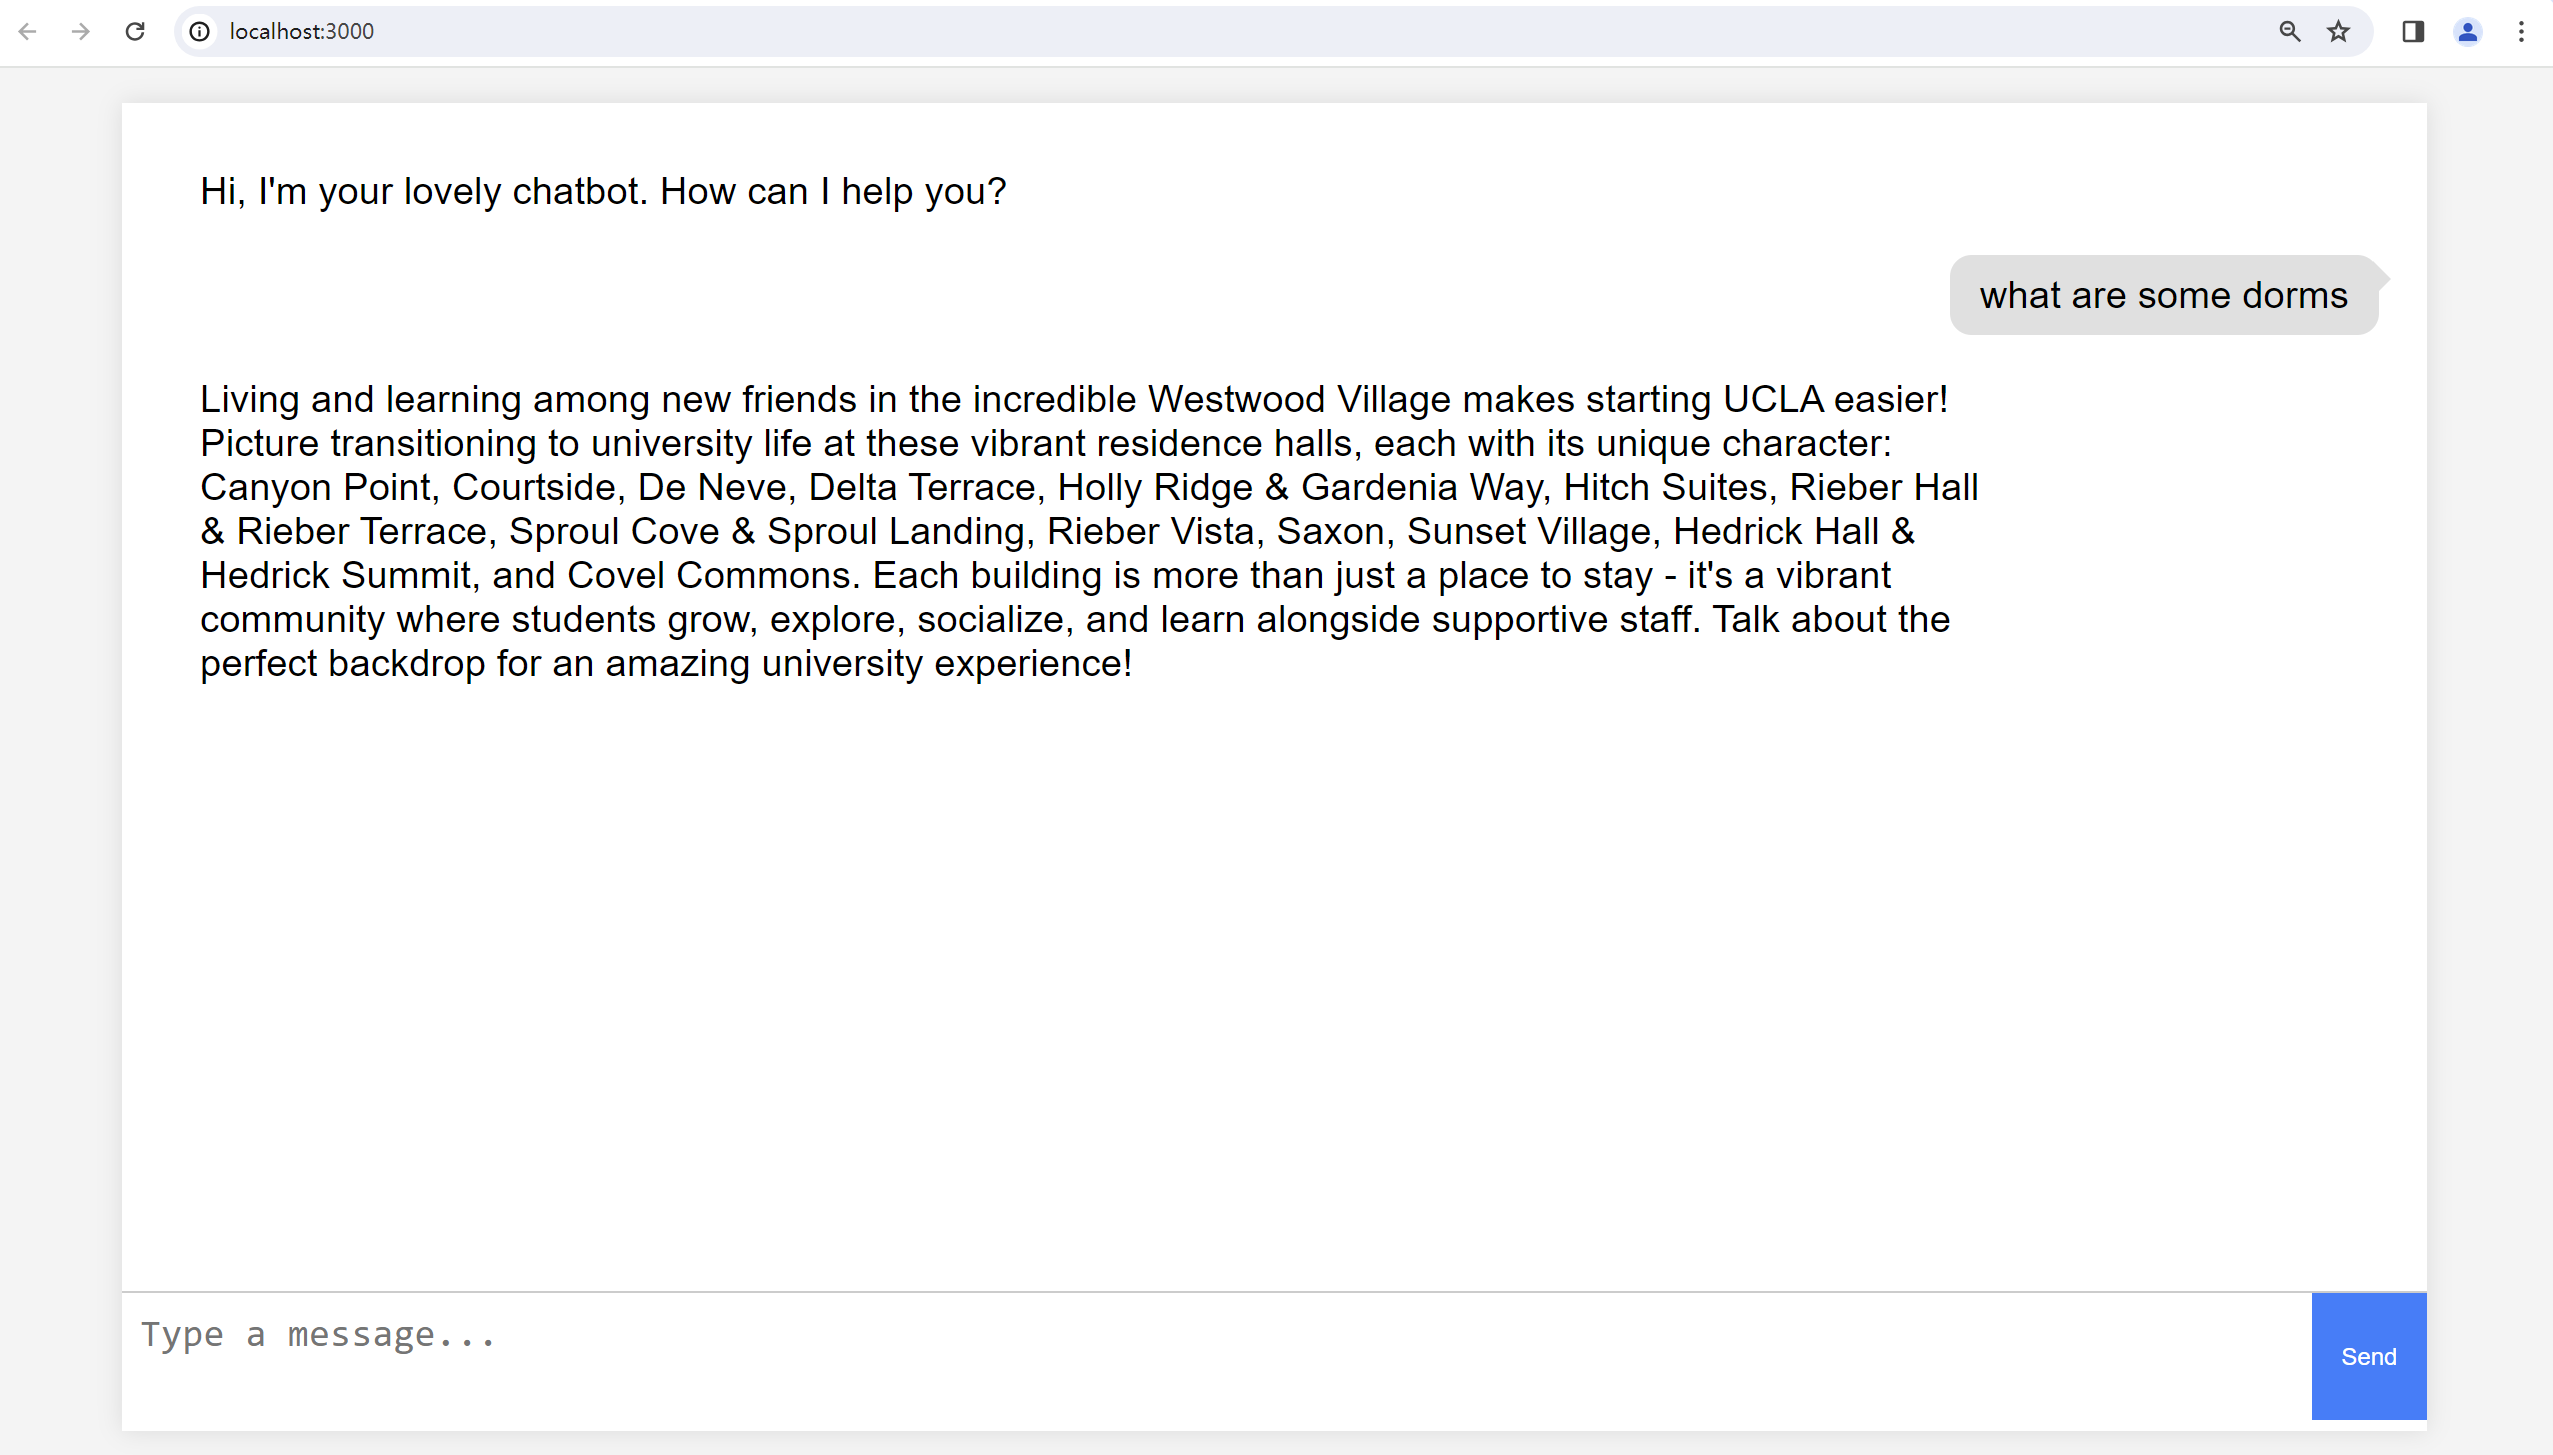 localhost:3000
Hi, I'm your lovely chatbot. How can I help you?
what are some dorms
Living and learning among new friends in the incredible Westwood Village makes starting UCLA easier!
Picture transitioning to university life at these vibrant residence halls, each with its unique character:
Canyon Point, Courtside, De Neve, Delta Terrace, Holly Ridge & Gardenia Way, Hitch Suites, Rieber Hall
& Rieber Terrace, Sproul Cove & Sproul Landing, Rieber Vista, Saxon, Sunset Village, Hedrick Hall &
Hedrick Summit, and Covel Commons. Each building is more than just a place to stay - it's a vibrant
community where students grow, explore, socialize, and learn alongside supportive staff. Talk about the
perfect backdrop for an amazing university experience!
Type a message...
Send